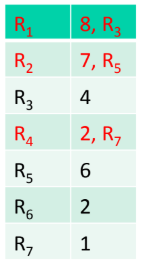 R₁ 8, R₃
R₂ 7, R₅
R₃ 4
R₄ 2, R₇
R₅ 6
R₆ 2
R₇ 1